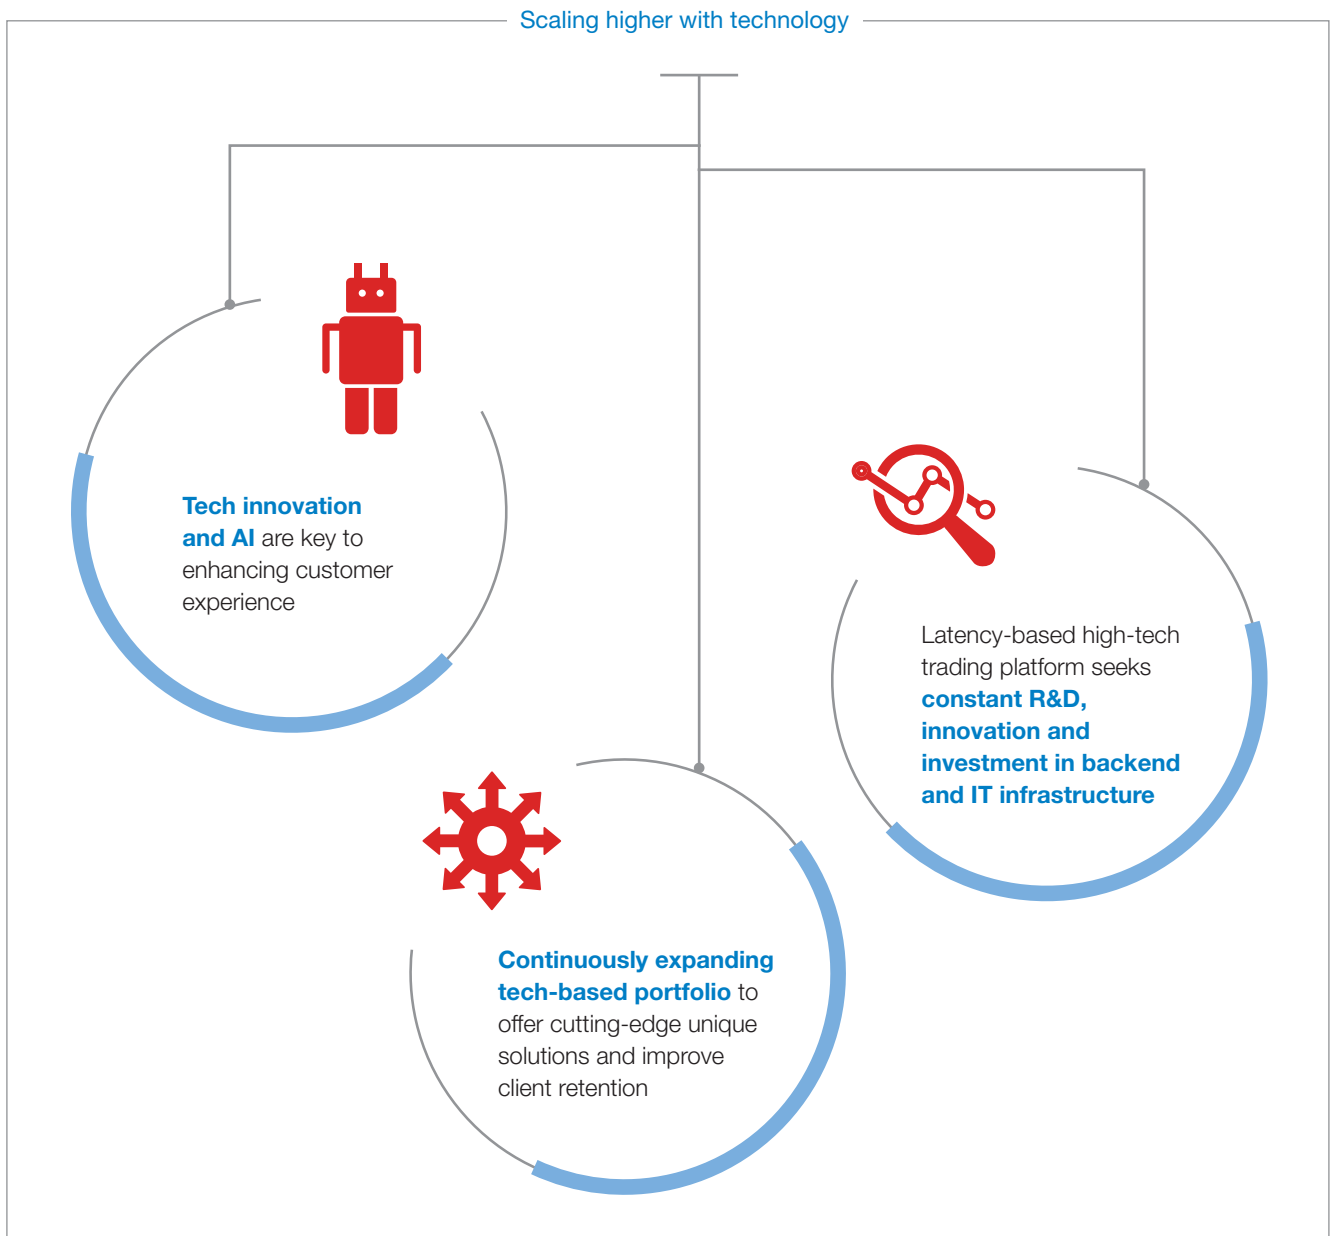 Scaling higher with technology
Tech innovation
and AI are key to
enhancing customer
experience
Latency-based high-tech
trading platform seeks
constant R&D,
innovation and
investment in backend
and IT infrastructure
Continuously expanding
tech-based portfolio to
offer cutting-edge unique
solutions and improve
client retention